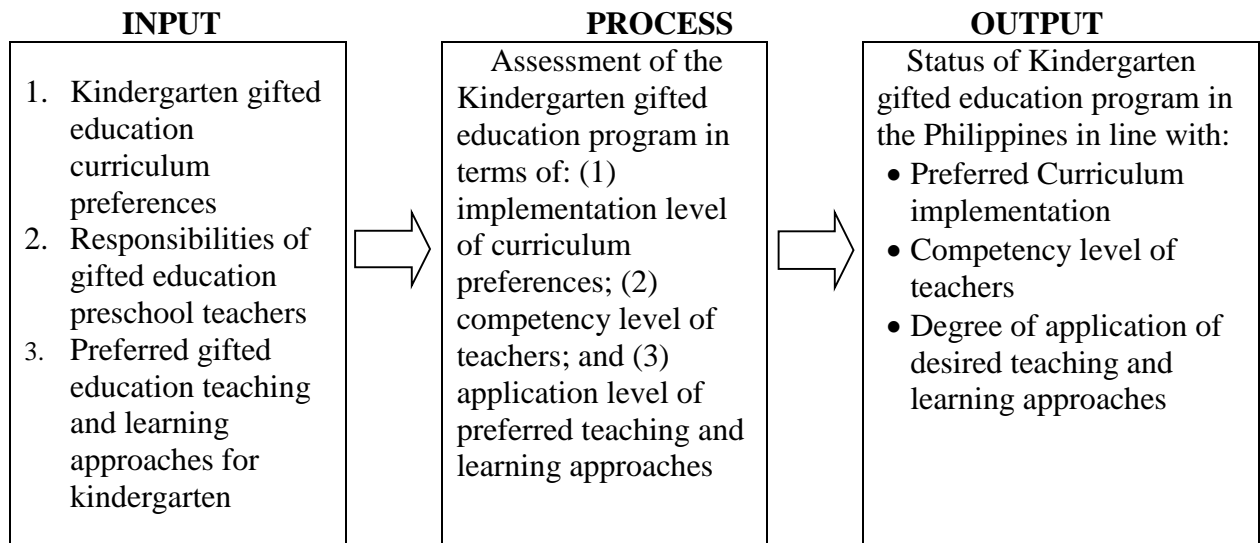 INPUT
1. Kindergarten gifted
education
curriculum
preferences
2. Responsibilities of
gifted education
preschool teachers
3. Preferred gifted
education teaching
and learning
approaches for
kindergarten
PROCESS
Assessment of the
Kindergarten gifted
education program in
terms of: (1)
implementation level
of curriculum
preferences; (2)
competency level of
teachers; and (3)
application level of
preferred teaching and
learning approaches
OUTPUT
Status of Kindergarten
gifted education program in
the Philippines in line with:
• Preferred Curriculum
implementation
• Competency level of
teachers
• Degree of application of
desired teaching and
learning approaches